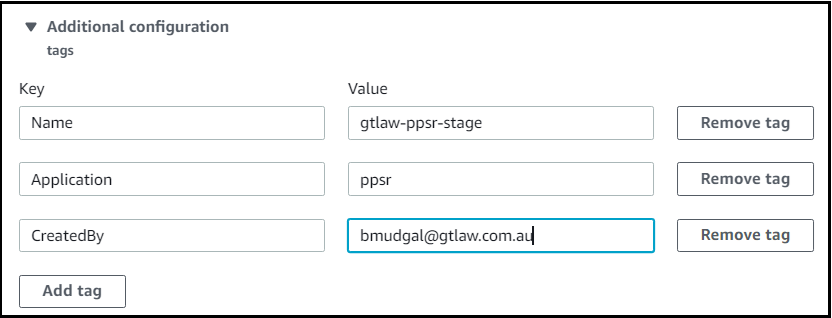 Additional configuration
tags
Key Value
Name gtlaw-ppsr-stage Remove tag
Application ppsr Remove tag
CreatedBy bmudgal@gtlaw.com.au Remove tag
Add tag